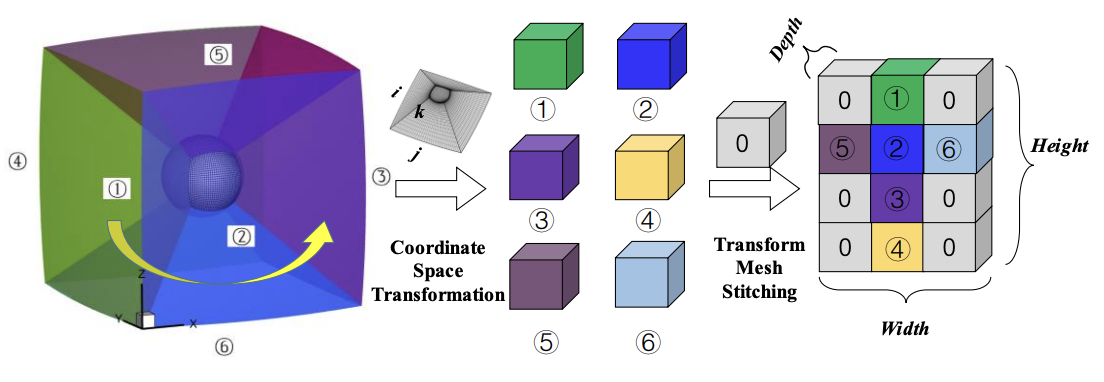 ⑤
④
①
③
②
Z
Y
X
⑥
i
k
j
Coordinate
Space
Transformation
①
②
③
④
⑤
⑥
0
Transform
Mesh
Stitching
Depth
0 ① 0
⑤ ② ⑥
0 ③ 0
0 ④ 0
Height
Width